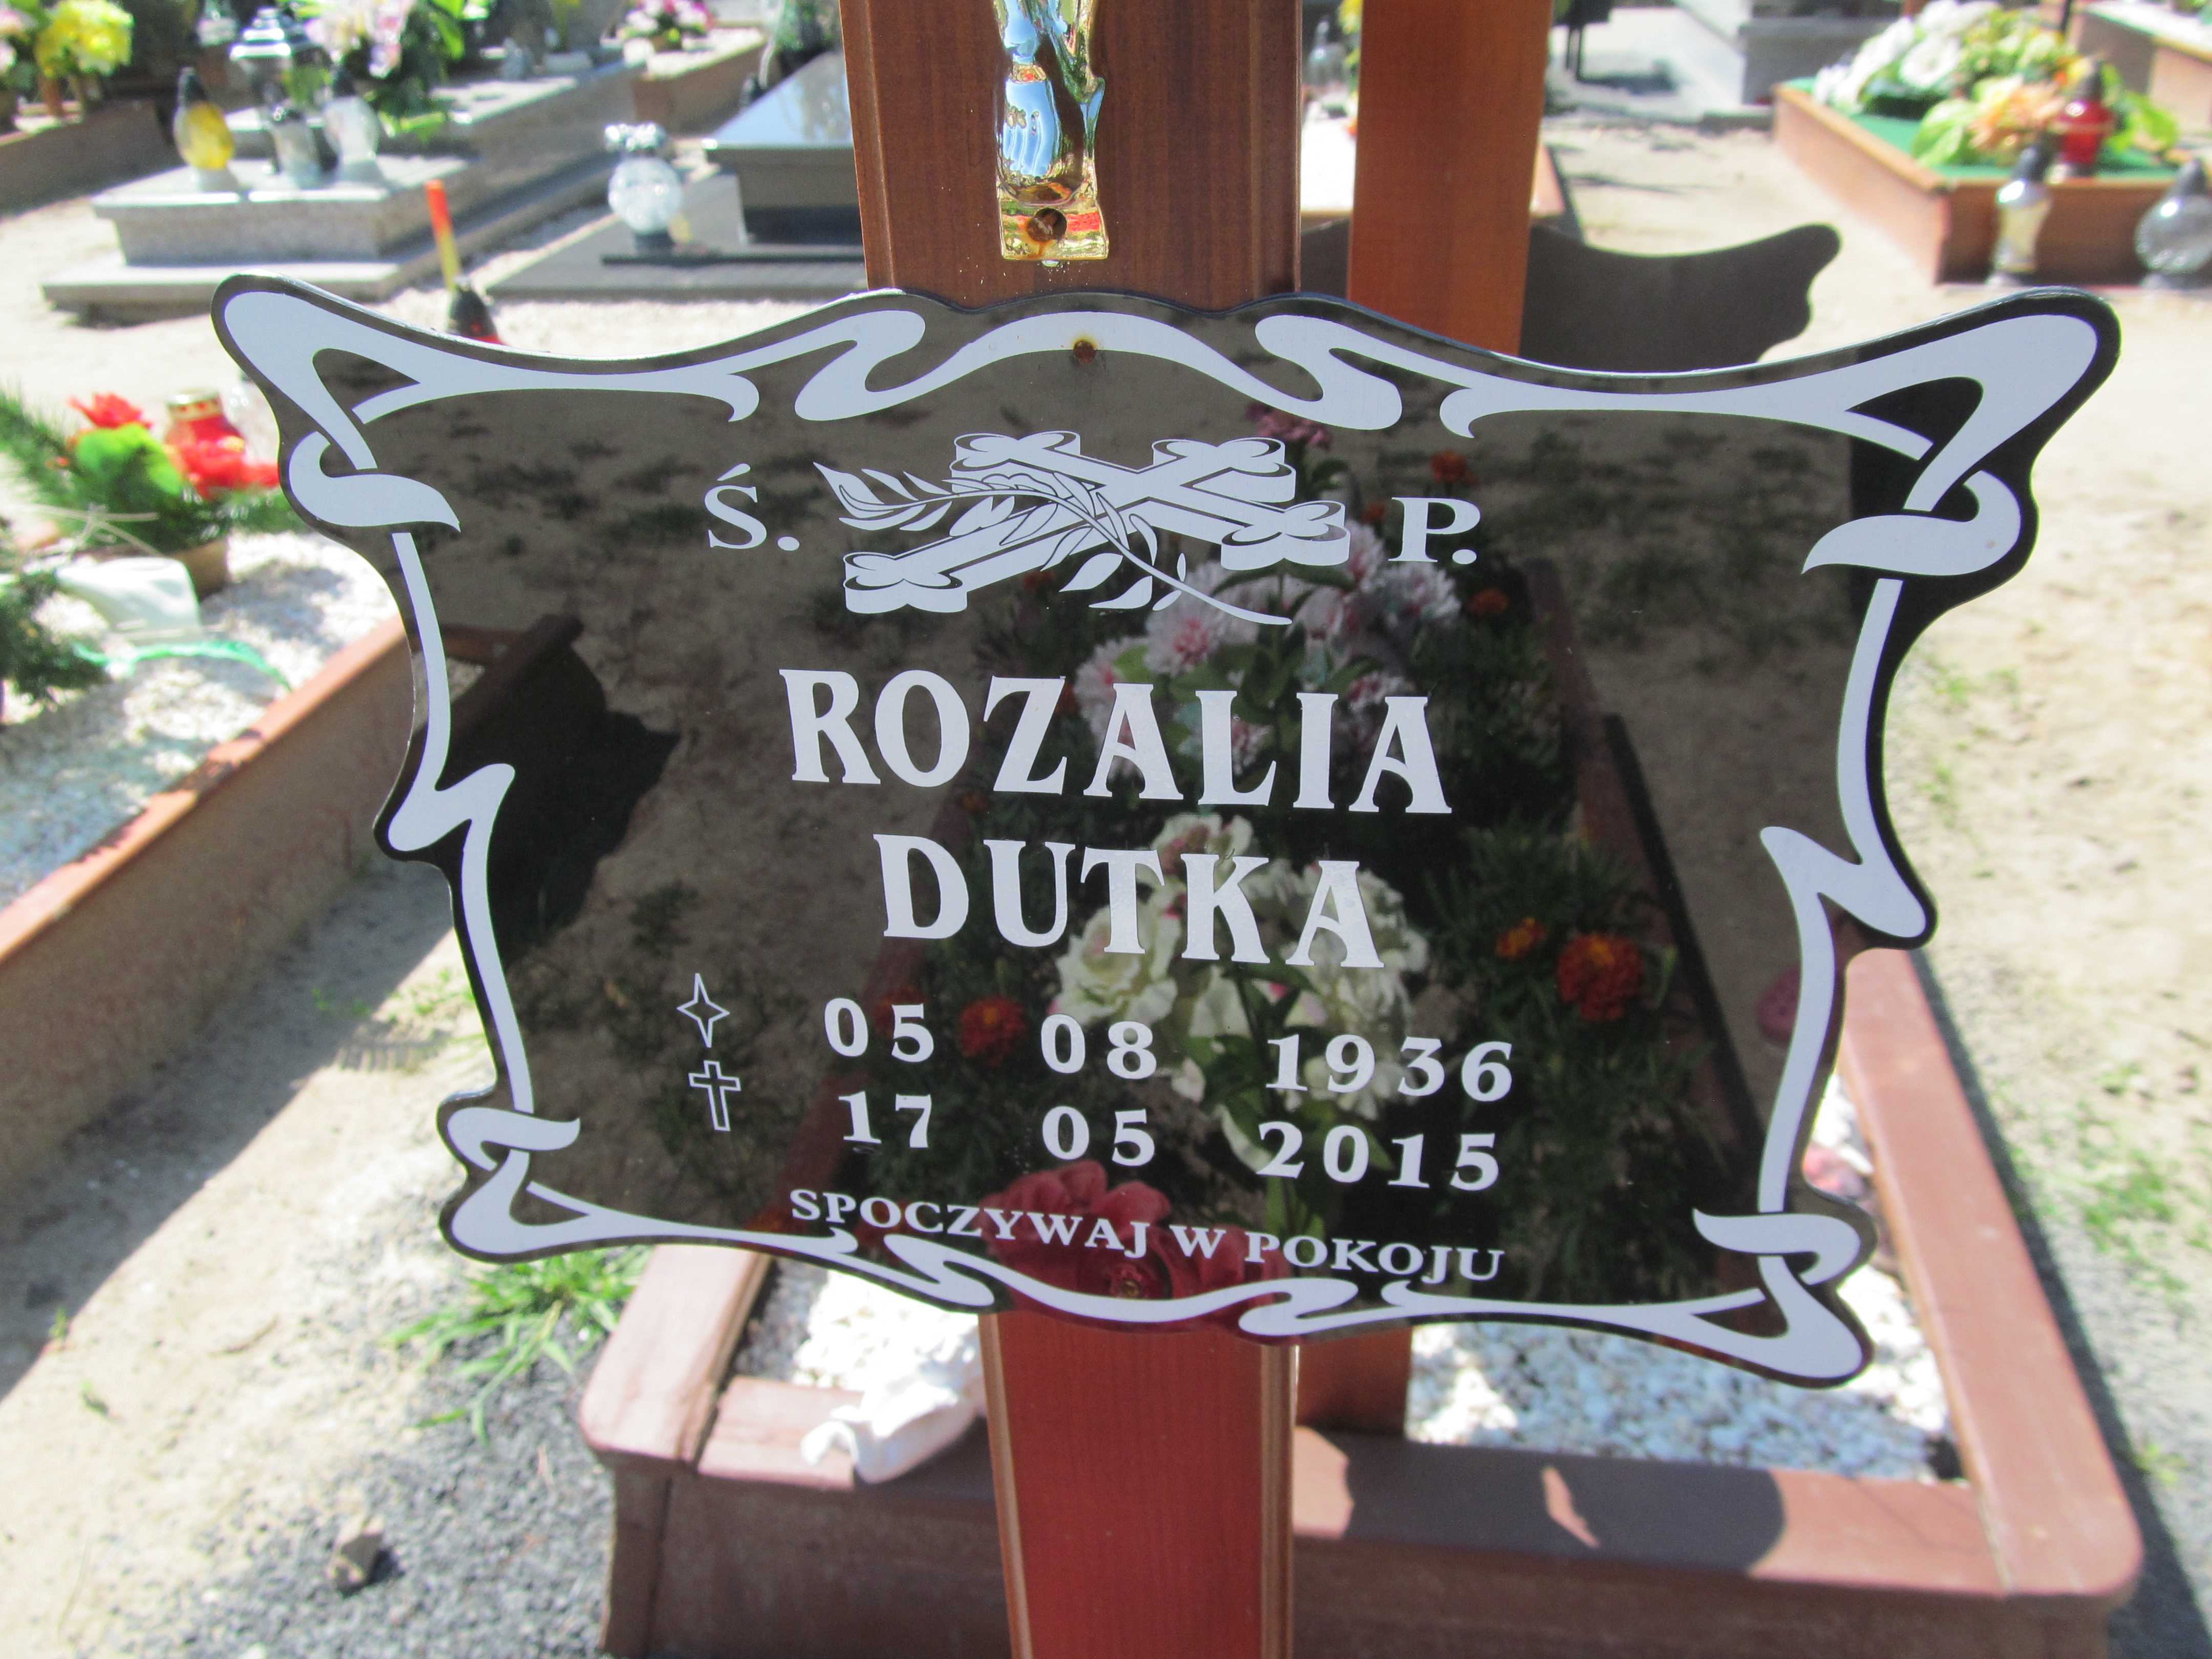 Ś. P.
ROZALIA
DUTKA
05 08 1936
17 05 2015
SPOCZYWAJ W POKOJU